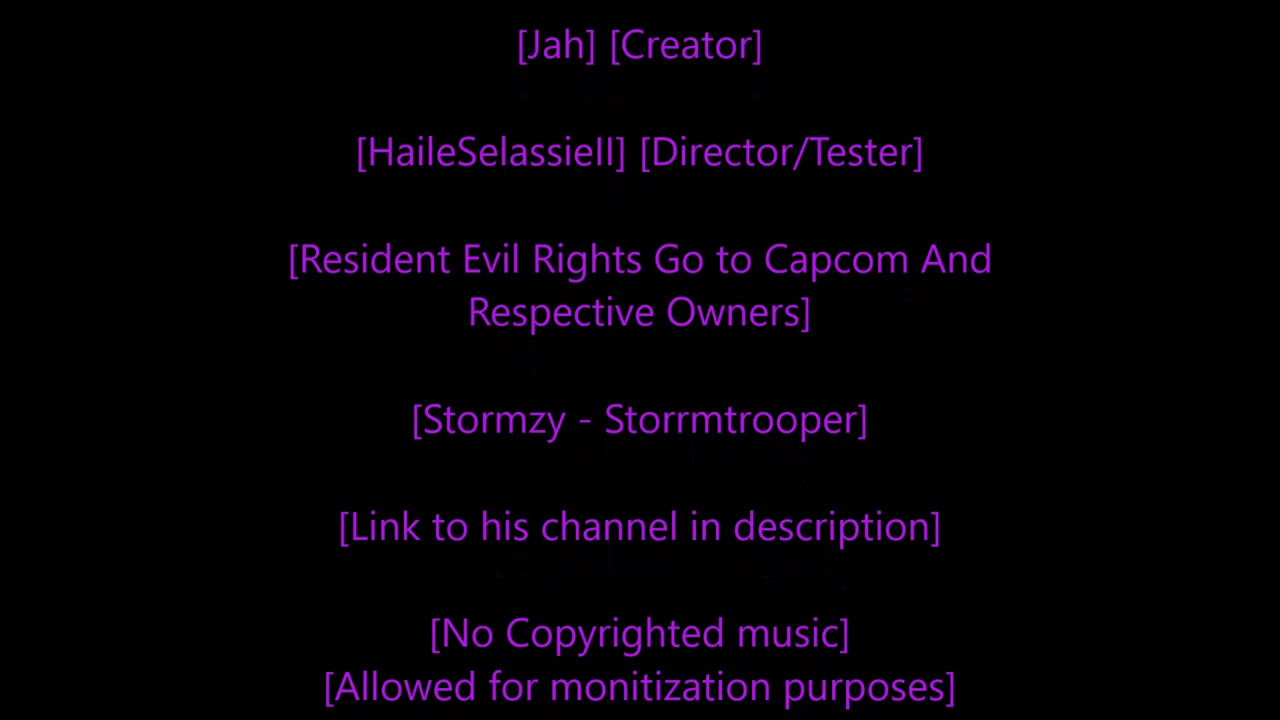 [Jah] [Creator]
[HaileSelassieII] [Director/Tester]
[Resident Evil Rights Go to Capcom And
Respective Owners]
[Stormzy - Storrmtrooper]
[Link to his channel in description]
[No Copyrighted music]
[Allowed for monitization purposes]